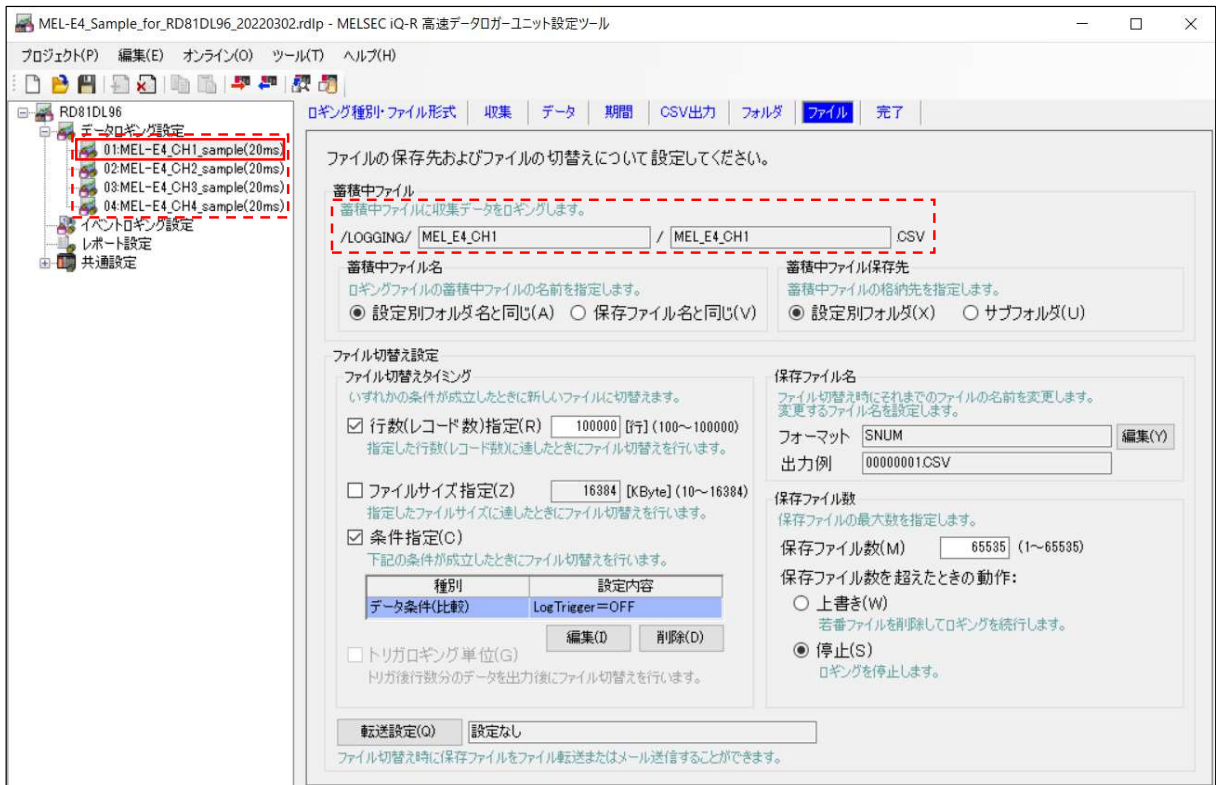 MEL-E4_Sample_for_RD81DL96_20220302.rdlp - MELSEC iQ-R 高速データロガーユニット設定ツール
プロジェクト(P) 編集(E) オンライン(O) ツール(T) ヘルプ(H)
RD81DL96
データロギング設定
01:MEL-E4_CH1_sample(20ms)
02:MEL-E4_CH2_sample(20ms)
03:MEL-E4_CH3_sample(20ms)
04:MEL-E4_CH4_sample(20ms)
イベントロギング設定
レポート設定
共通設定
ロギング種別・ファイル形式 収集 データ 期間 CSV出力 フォルダ ファイル 完了
ファイルの保存先およびファイルの切替えについて設定してください。
蓄積中ファイル
蓄積中ファイルに収集データをロギングします。
/LOGGING/ MEL_E4_CH1 / MEL_E4_CH1 .CSV
蓄積中ファイル名
ロギングファイルの蓄積中ファイルの名前を指定します。
設定別フォルダ名と同じ(A) 保存ファイル名と同じ(V)
蓄積中ファイル保存先
蓄積中ファイルの格納先を指定します。
設定別フォルダ(X) サブフォルダ(U)
ファイル切替え設定
ファイル切替えタイミング
いずれかの条件が成立したときに新しいファイルに切替えます。
行数(レコード数)指定(R) 100000 [行] (100～100000)
指定した行数(レコード数)に達したときにファイル切替えを行います。
ファイルサイズ指定(Z) 16384 [KByte] (10～16384)
指定したファイルサイズに達したときにファイル切替えを行います。
条件指定(C)
下記の条件が成立したときにファイル切替えを行います。
種別 設定内容
データ条件(比較) LogTrigger＝OFF
編集(I) 削除(D)
トリガロギング単位(G)
トリガ後行数分のデータを出力後にファイル切替えを行います。
保存ファイル名
ファイル切替え時にそれまでのファイルの名前を変更します。
変更するファイル名を設定します。
フォーマット SNUM 編集(Y)
出力例 00000001.CSV
保存ファイル数
保存ファイルの最大数を指定します。
保存ファイル数(M) 65535 (1～65535)
保存ファイル数を超えたときの動作:
上書き(W)
若番ファイルを削除してロギングを続行します。
停止(S)
ロギングを停止します。
転送設定(Q) 設定なし
ファイル切替え時に保存ファイルをファイル転送またはメール送信することができます。